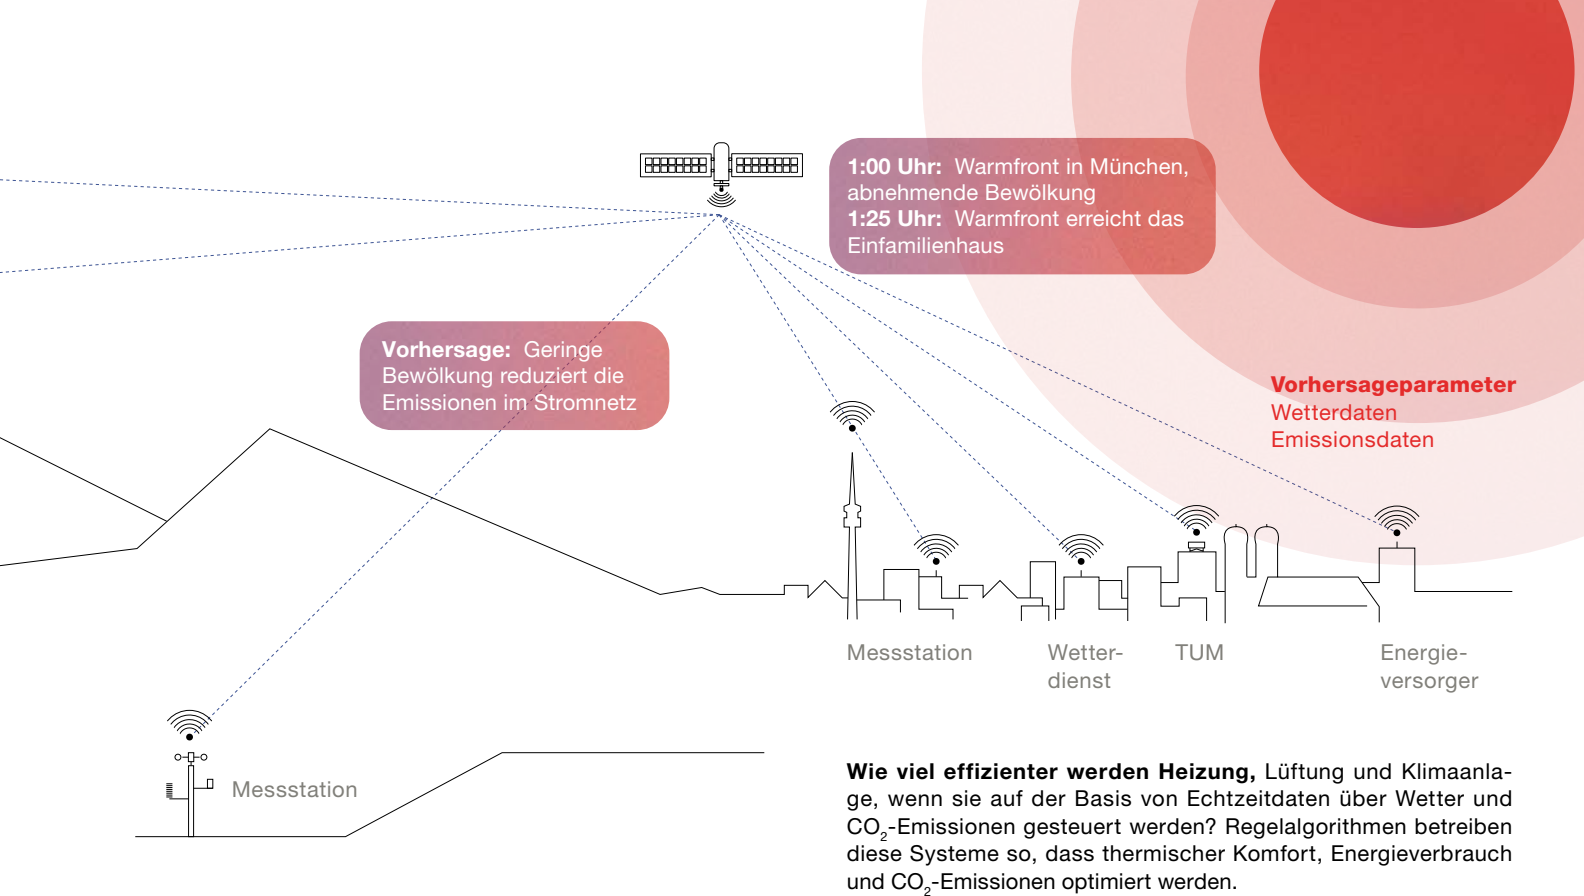 1:00 Uhr: Warmfront in München,
abnehmende Bewölkung
1:25 Uhr: Warmfront erreicht das
Einfamilienhaus
Vorhersage: Geringe
Bewölkung reduziert die
Emissionen im Stromnetz
Vorhersageparameter
Wetterdaten
Emissionsdaten
Messstation
Wetter-
dienst
TUM
Energie-
versorger
Messstation
Wie viel effizienter werden Heizung, Lüftung und Klimaanla-
ge, wenn sie auf der Basis von Echtzeitdaten über Wetter und
CO₂-Emissionen gesteuert werden? Regelalgorithmen betreiben
diese Systeme so, dass thermischer Komfort, Energieverbrauch
und CO₂-Emissionen optimiert werden.